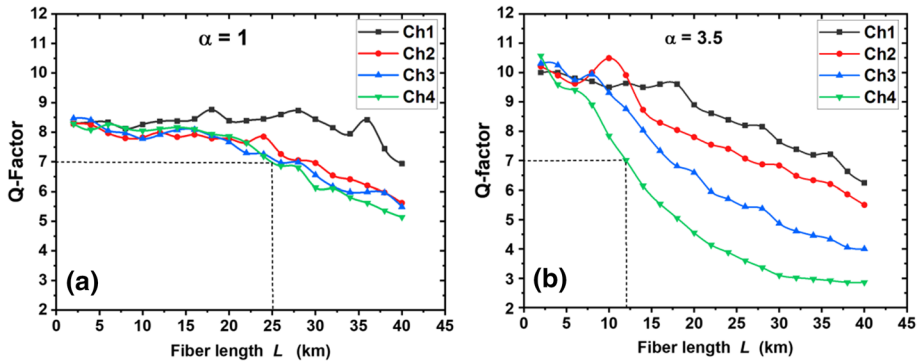 (a)
α = 1
Ch1
Ch2
Ch3
Ch4
Q-Factor
12
11
10
9
8
7
6
5
4
3
2
0 5 10 15 20 25 30 35 40 45
Fiber length L (km)
(b)
α = 3.5
Ch1
Ch2
Ch3
Ch4
Q-factor
12
11
10
9
8
7
6
5
4
3
2
0 5 10 15 20 25 30 35 40 45
Fiber length L (km)